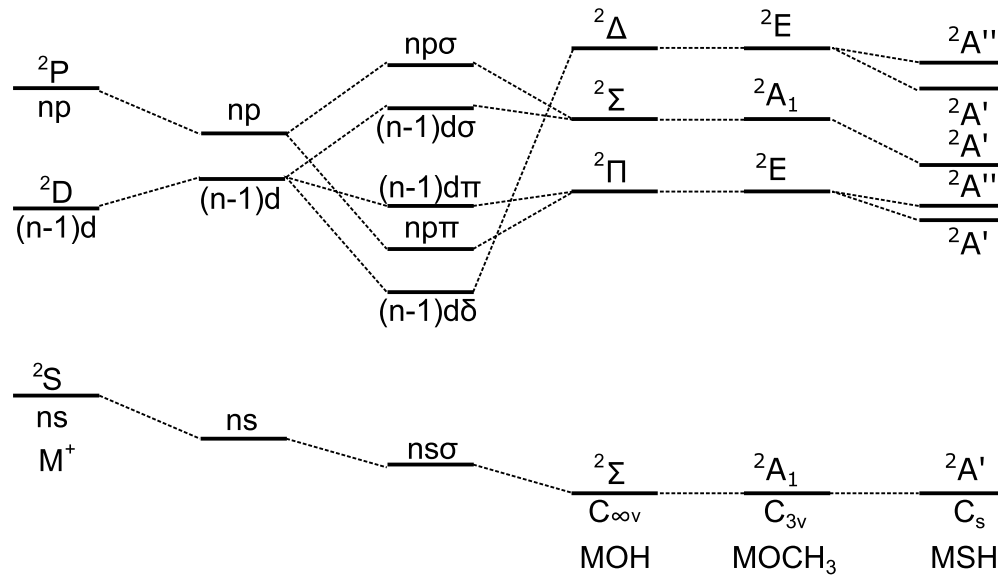 ²P
np
²D
(n-1)d
²S
ns
M⁺
np
(n-1)d
ns
npσ
(n-1)dσ
(n-1)dπ
npπ
(n-1)dδ
nsσ
²Δ
²Σ
²Π
²Σ
C∞v
MOH
²E
²A₁
²E
²A₁
C₃v
MOCH₃
²A''
²A'
²A'
²A''
²A'
²A'
Cₛ
MSH